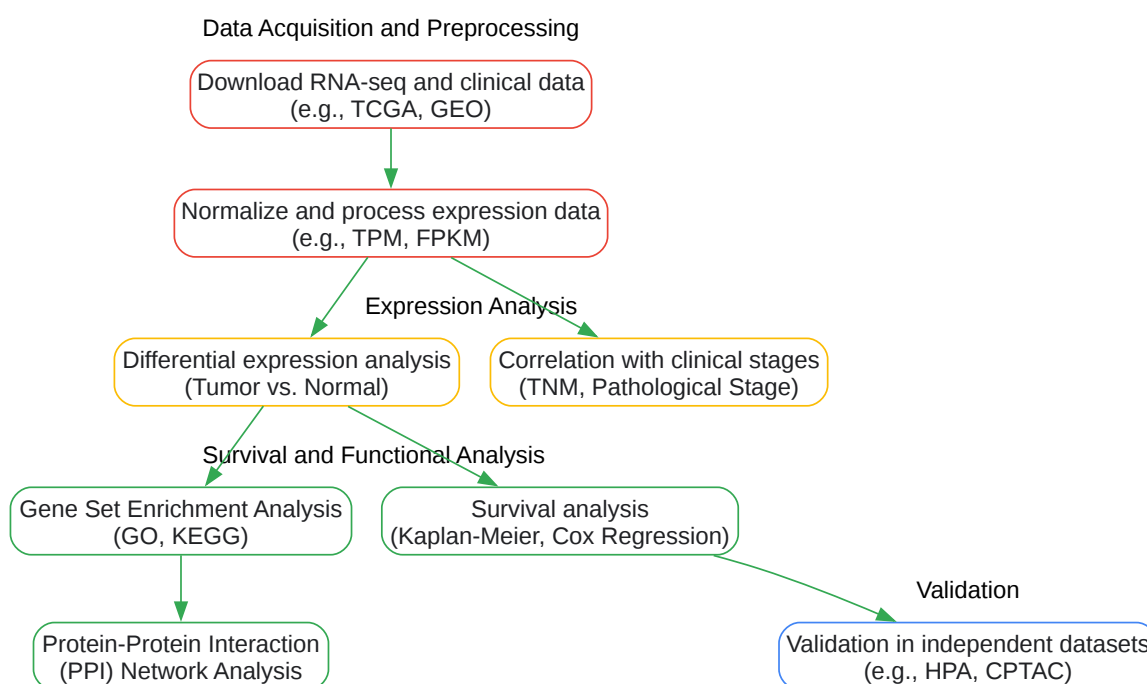 Data Acquisition and Preprocessing
Download RNA-seq and clinical data
(e.g., TCGA, GEO)
Normalize and process expression data
(e.g., TPM, FPKM)
Expression Analysis
Differential expression analysis
(Tumor vs. Normal)
Correlation with clinical stages
(TNM, Pathological Stage)
Survival and Functional Analysis
Gene Set Enrichment Analysis
(GO, KEGG)
Survival analysis
(Kaplan-Meier, Cox Regression)
Validation
Protein-Protein Interaction
(PPI) Network Analysis
Validation in independent datasets
(e.g., HPA, CPTAC)